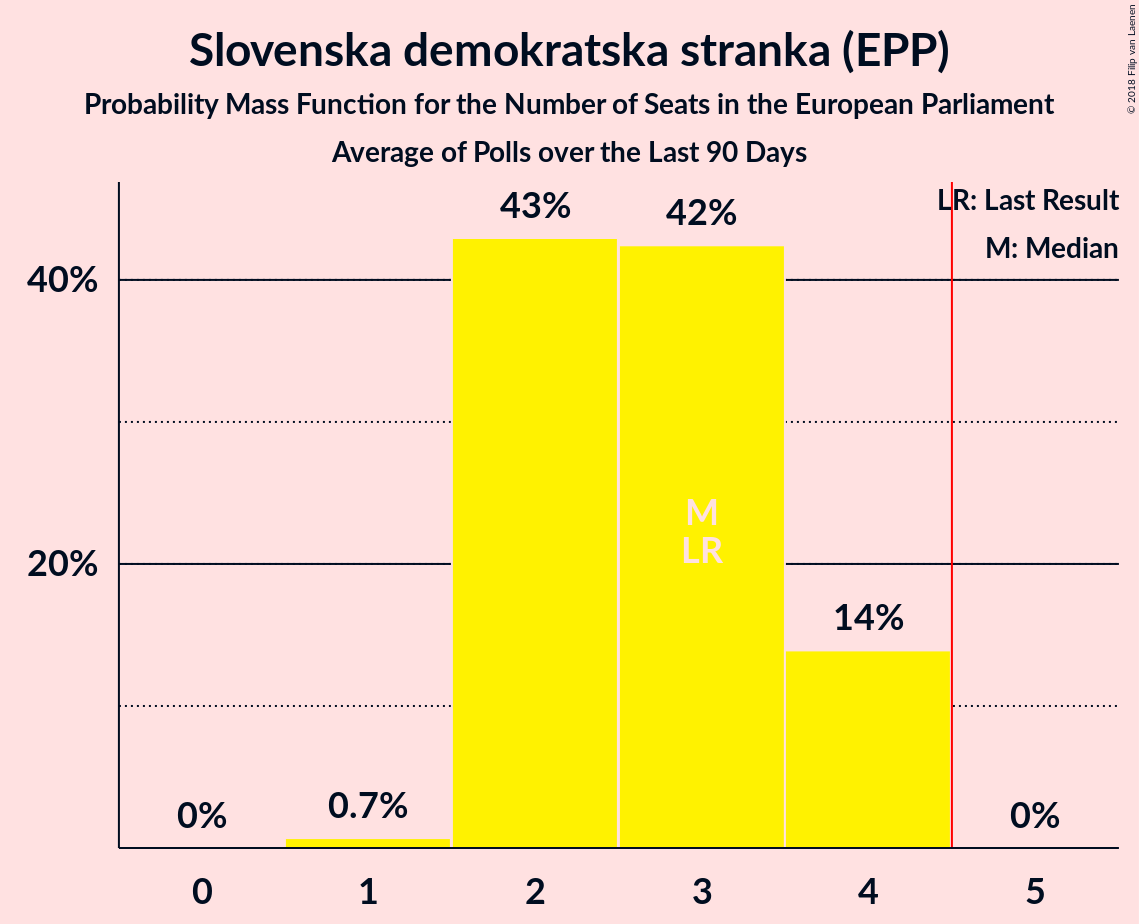 Slovenska demokratska stranka (EPP)
Probability Mass Function for the Number of Seats in the European Parliament
Average of Polls over the Last 90 Days
© 2018 Filip van Laenen
LR: Last Result
M: Median
43%
42%
40%
M
LR
20%
14%
0.7%
0%
0%
0
1
2
3
4
5